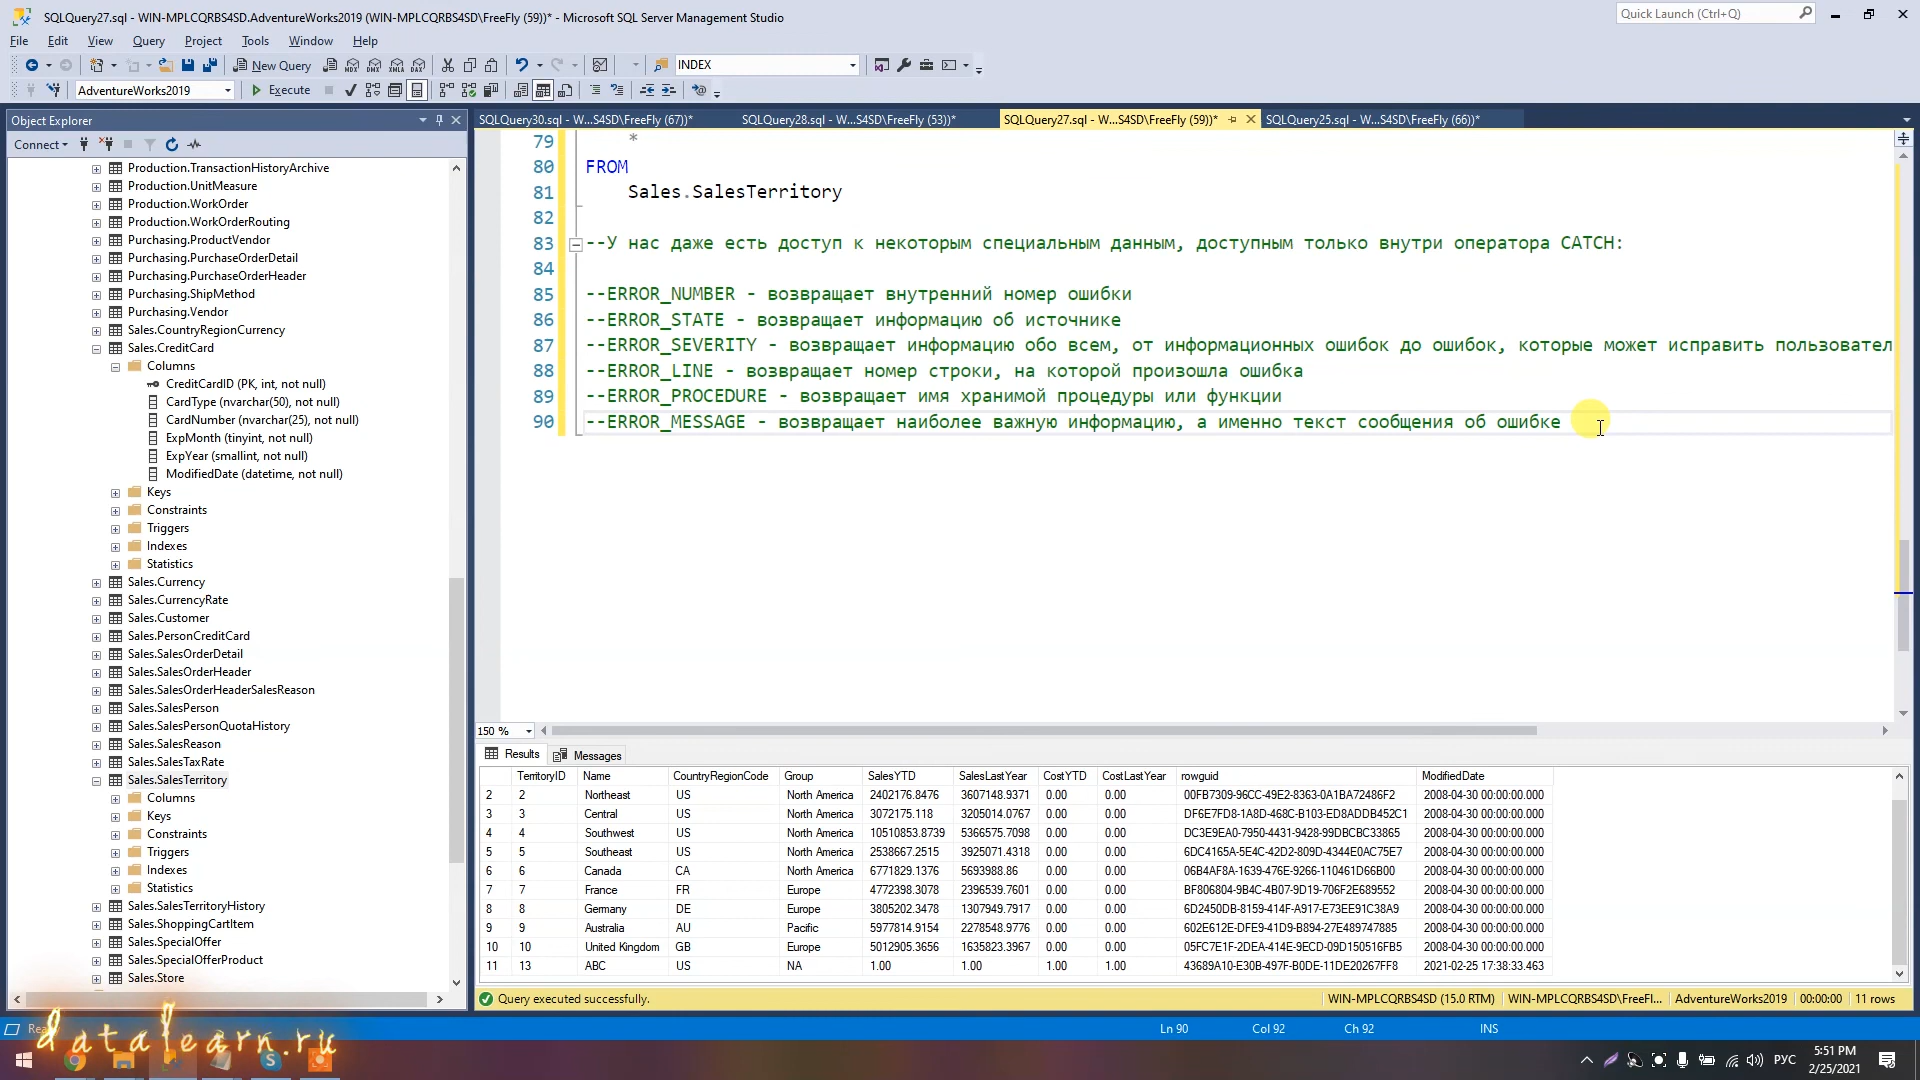 SQLQuery27.sql - WIN-MPLCQRBS4SD.AdventureWorks2019 (WIN-MPLCQRBS4SD\FreeFly (59))* - Microsoft SQL Server Management Studio
Quick Launch (Ctrl+Q)
File Edit View Query Project Tools Window Help
New Query
INDEX
AdventureWorks2019
Execute
Object Explorer
SQLQuery30.sql - W...S4SD\FreeFly (67))*
SQLQuery28.sql - W...S4SD\FreeFly (53))*
SQLQuery27.sql - W...S4SD\FreeFly (59))*
SQLQuery25.sql - W...S4SD\FreeFly (66))*
Connect
Production.TransactionHistoryArchive
Production.UnitMeasure
Production.WorkOrder
Production.WorkOrderRouting
Purchasing.ProductVendor
Purchasing.PurchaseOrderDetail
Purchasing.PurchaseOrderHeader
Purchasing.ShipMethod
Purchasing.Vendor
Sales.CountryRegionCurrency
Sales.CreditCard
Columns
CreditCardID (PK, int, not null)
CardType (nvarchar(50), not null)
CardNumber (nvarchar(25), not null)
ExpMonth (tinyint, not null)
ExpYear (smallint, not null)
ModifiedDate (datetime, not null)
Keys
Constraints
Triggers
Indexes
Statistics
Sales.Currency
Sales.CurrencyRate
Sales.Customer
Sales.PersonCreditCard
Sales.SalesOrderDetail
Sales.SalesOrderHeader
Sales.SalesOrderHeaderSalesReason
Sales.SalesPerson
Sales.SalesPersonQuotaHistory
Sales.SalesReason
Sales.SalesTaxRate
Sales.SalesTerritory
Columns
Keys
Constraints
Triggers
Indexes
Statistics
Sales.SalesTerritoryHistory
Sales.ShoppingCartItem
Sales.SpecialOffer
Sales.SpecialOfferProduct
Sales.Store
79 *
80 FROM
81 Sales.SalesTerritory
82
83 --У нас даже есть доступ к некоторым специальным данным, доступным только внутри оператора CATCH:
84
85 --ERROR_NUMBER - возвращает внутренний номер ошибки
86 --ERROR_STATE - возвращает информацию об источнике
87 --ERROR_SEVERITY - возвращает информацию обо всем, от информационных ошибок до ошибок, которые может исправить пользовател
88 --ERROR_LINE - возвращает номер строки, на которой произошла ошибка
89 --ERROR_PROCEDURE - возвращает имя хранимой процедуры или функции
90 --ERROR_MESSAGE - возвращает наиболее важную информацию, а именно текст сообщения об ошибке
150 %
Results Messages
TerritoryID Name CountryRegionCode Group SalesYTD SalesLastYear CostYTD CostLastYear rowguid ModifiedDate
2 2 Northeast US North America 2402176.8476 3607148.9371 0.00 0.00 00FB7309-96CC-49E2-8363-0A1BA72486F2 2008-04-30 00:00:00.000
3 3 Central US North America 3072175.118 3205014.0767 0.00 0.00 DF6E7FD8-1A8D-468C-B103-ED8ADDB452C1 2008-04-30 00:00:00.000
4 4 Southwest US North America 10510853.8739 5366575.7098 0.00 0.00 DC3E9EA0-7950-4431-9428-99DBCBC33865 2008-04-30 00:00:00.000
5 5 Southeast US North America 2538667.2515 3925071.4318 0.00 0.00 6DC4165A-5E4C-42D2-809D-4344E0AC75E7 2008-04-30 00:00:00.000
6 6 Canada CA North America 6771829.1376 5693988.86 0.00 0.00 06B4AF8A-1639-476E-9266-110461D66B00 2008-04-30 00:00:00.000
7 7 France FR Europe 4772398.3078 2396539.7601 0.00 0.00 BF806804-9B4C-4B07-9D19-706F2E689552 2008-04-30 00:00:00.000
8 8 Germany DE Europe 3805202.3478 1307949.7917 0.00 0.00 6D2450DB-8159-414F-A917-E73EE91C38A9 2008-04-30 00:00:00.000
9 9 Australia AU Pacific 5977814.9154 2278548.9776 0.00 0.00 602E612E-DFE9-41D9-B894-27E489747885 2008-04-30 00:00:00.000
10 10 United Kingdom GB Europe 5012905.3656 1635823.3967 0.00 0.00 05FC7E1F-2DEA-414E-9ECD-09D150516FB5 2008-04-30 00:00:00.000
11 13 ABC US NA 1.00 1.00 1.00 1.00 43689A10-E30B-497F-B0DE-11DE20267FF8 2021-02-25 17:38:33.463
Query executed successfully.
WIN-MPLCQRBS4SD (15.0 RTM) WIN-MPLCQRBS4SD\FreeFl... AdventureWorks2019 00:00:00 11 rows
Ln 90 Col 92 Ch 92 INS
datalearn.ru
РУС
5:51 PM
2/25/2021